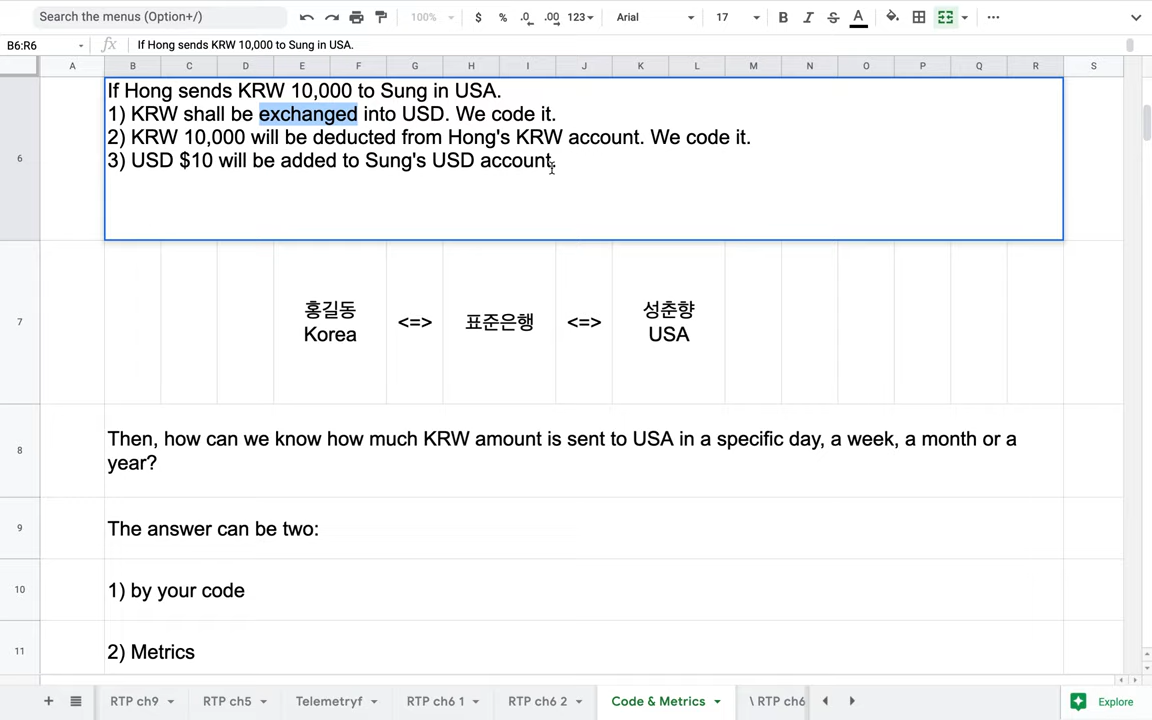 Search the menus (Option+/)
100%
$ % .0 .00 123
Arial
17
B I S A
B6:R6
fx
If Hong sends KRW 10,000 to Sung in USA.
A B C D E F G H I J K L M N O P Q R S
6
If Hong sends KRW 10,000 to Sung in USA.
1) KRW shall be exchanged into USD. We code it.
2) KRW 10,000 will be deducted from Hong's KRW account. We code it.
3) USD $10 will be added to Sung's USD account.
7
홍길동 <=> 표준은행 <=> 성춘향
Korea USA
8
Then, how can we know how much KRW amount is sent to USA in a specific day, a week, a month or a
year?
9
The answer can be two:
10
1) by your code
11
2) Metrics
RTP ch9 RTP ch5 Telemetryf RTP ch6 1 RTP ch6 2 Code & Metrics \ RTP ch6 Explore